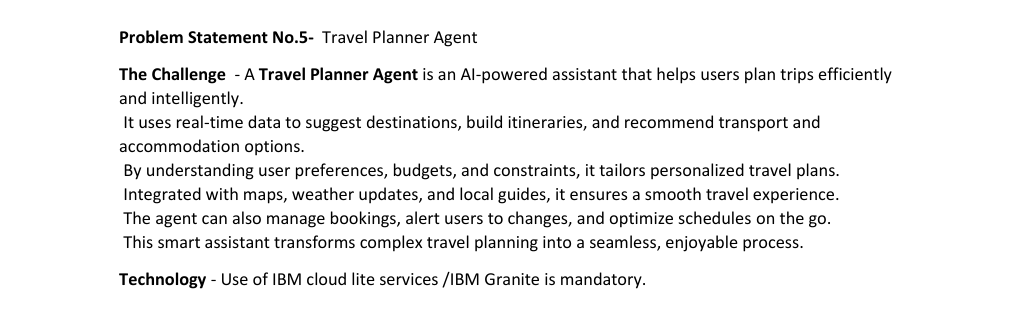 Problem Statement No.5- Travel Planner Agent
The Challenge - A Travel Planner Agent is an AI-powered assistant that helps users plan trips efficiently
and intelligently.
It uses real-time data to suggest destinations, build itineraries, and recommend transport and
accommodation options.
By understanding user preferences, budgets, and constraints, it tailors personalized travel plans.
Integrated with maps, weather updates, and local guides, it ensures a smooth travel experience.
The agent can also manage bookings, alert users to changes, and optimize schedules on the go.
This smart assistant transforms complex travel planning into a seamless, enjoyable process.
Technology - Use of IBM cloud lite services /IBM Granite is mandatory.